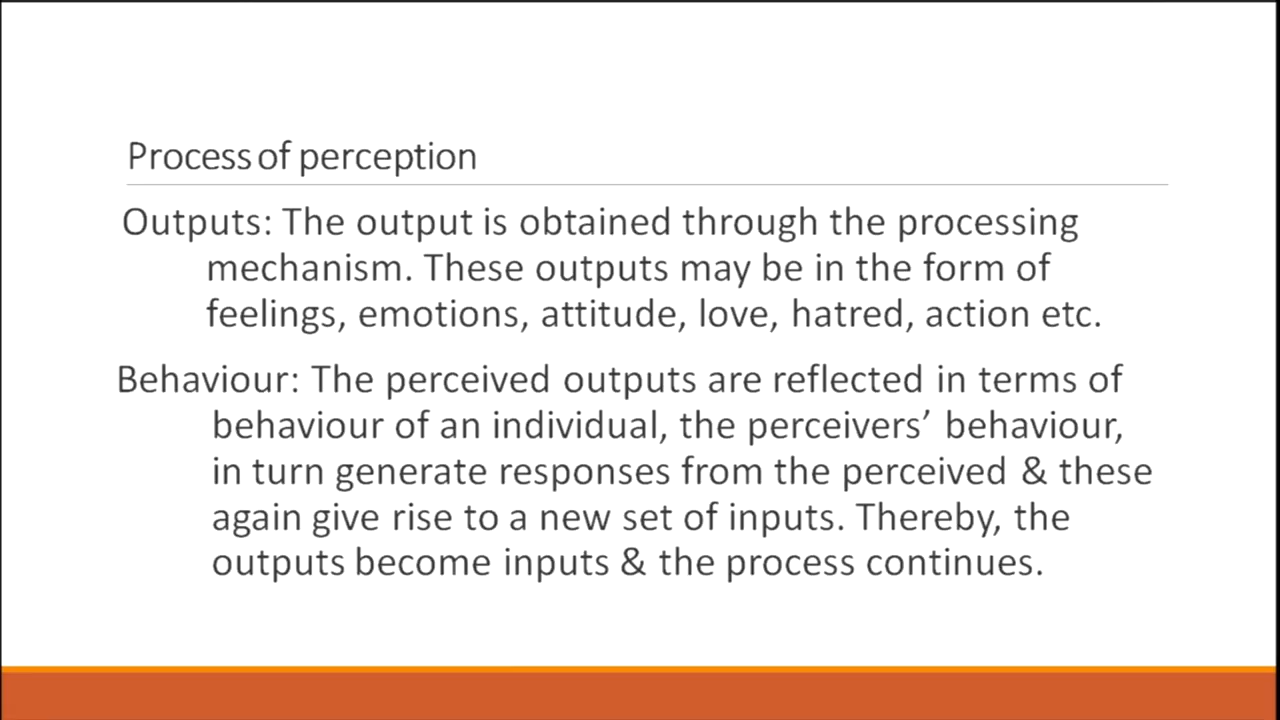 Process of perception
Outputs: The output is obtained through the processing
mechanism. These outputs may be in the form of
feelings, emotions, attitude, love, hatred, action etc.
Behaviour: The perceived outputs are reflected in terms of
behaviour of an individual, the perceivers’ behaviour,
in turn generate responses from the perceived & these
again give rise to a new set of inputs. Thereby, the
outputs become inputs & the process continues.